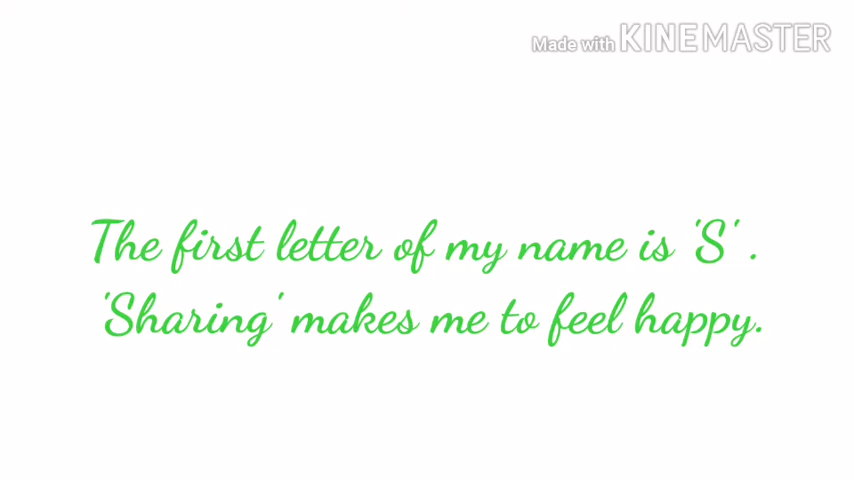 Made with KINEMASTER
The first letter of my name is 'S' .
'Sharing' makes me to feel happy.